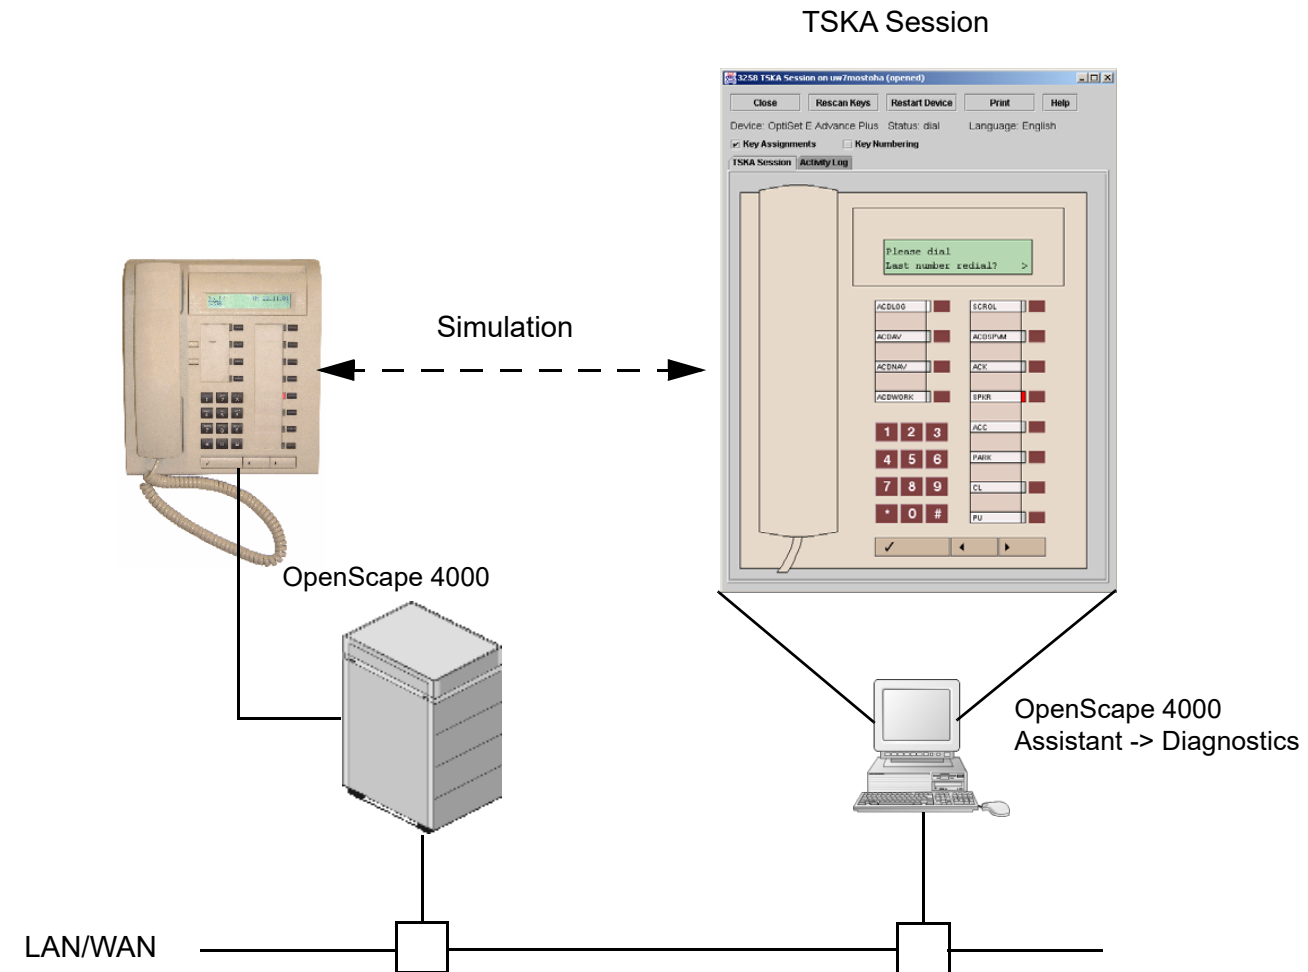 TSKA Session
3258 TSKA Session on uw7mostoha (opened)
Close Rescan Keys Restart Device Print Help
Device: OptiSet E Advance Plus Status: dial Language: English
Key Assignments Key Numbering
TSKA Session Activity Log
Please dial
Last number redial? >
ACDLOG SCROL
ACDAV ACDSPVM
ACDNAV ACK
ACDWORK SPKR
ACC
PARK
CL
PU
1 2 3
4 5 6
7 8 9
* 0 #
Simulation
OpenScape 4000
OpenScape 4000
Assistant -> Diagnostics
LAN/WAN